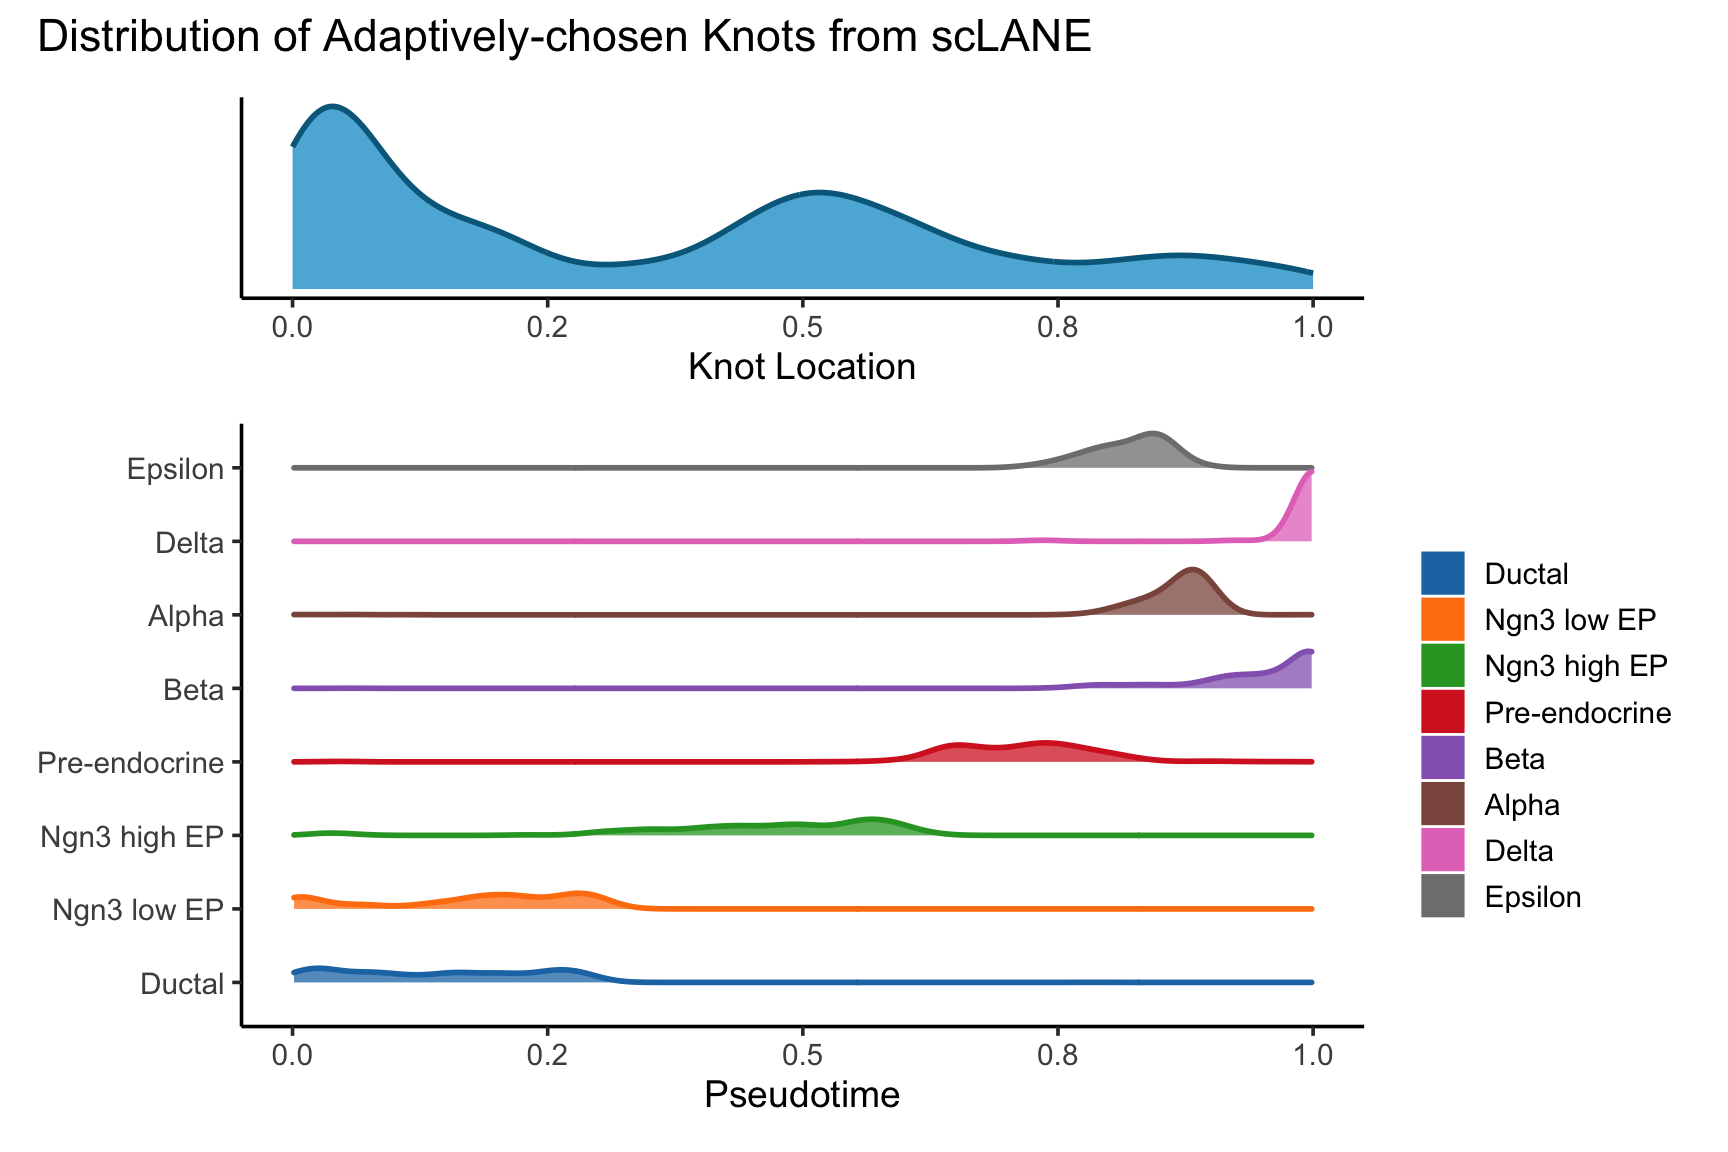 Distribution of Adaptively-chosen Knots from scLANE
0.0 0.2 0.5 0.8 1.0
Knot Location
Epsilon
Delta
Alpha
Beta
Pre-endocrine
Ngn3 high EP
Ngn3 low EP
Ductal
0.0 0.2 0.5 0.8 1.0
Pseudotime
Ductal
Ngn3 low EP
Ngn3 high EP
Pre-endocrine
Beta
Alpha
Delta
Epsilon